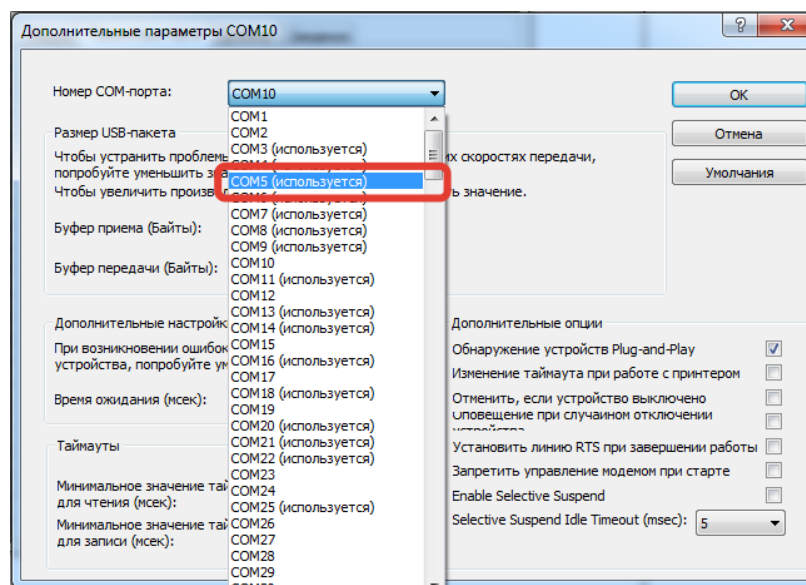 Дополнительные параметры COM10
Номер COM-порта:
COM10
OK
COM1
COM2
Отмена
Размер USB-пакета
COM3 (используется)
Чтобы устранить проблемы
их скоростях передачи,
попробуйте уменьшить
COM5 (используется)
Умолчания
Чтобы увеличить
ь значение.
COM7 (используется)
Буфер приема (Байты):
COM8 (используется)
COM9 (используется)
COM10
Буфер передачи (Байты):
COM11 (используется)
COM12
COM13 (используется)
Дополнительные
COM14 (используется)
Дополнительные опции
COM15
При возникновении ошибок
Обнаружение устройств Plug-and-Play
COM16 (используется)
устройства, попробуйте
COM17
Изменение таймаута при работе с принтером
COM18 (используется)
Время ожидания (мсек):
Отменить, если устройство выключено
COM19
Оповещение при случайном отключении
устройства
COM20 (используется)
COM21 (используется)
Таймауты
Установить линию RTS при завершении работы
COM22 (используется)
COM23
Запретить управление модемом при старте
Минимальное значение
COM24
для чтения (мсек):
Enable Selective Suspend
COM25 (используется)
Минимальное значение
COM26
Selective Suspend Idle Timeout (msec):
5
для записи (мсек):
COM27
COM28
COM29